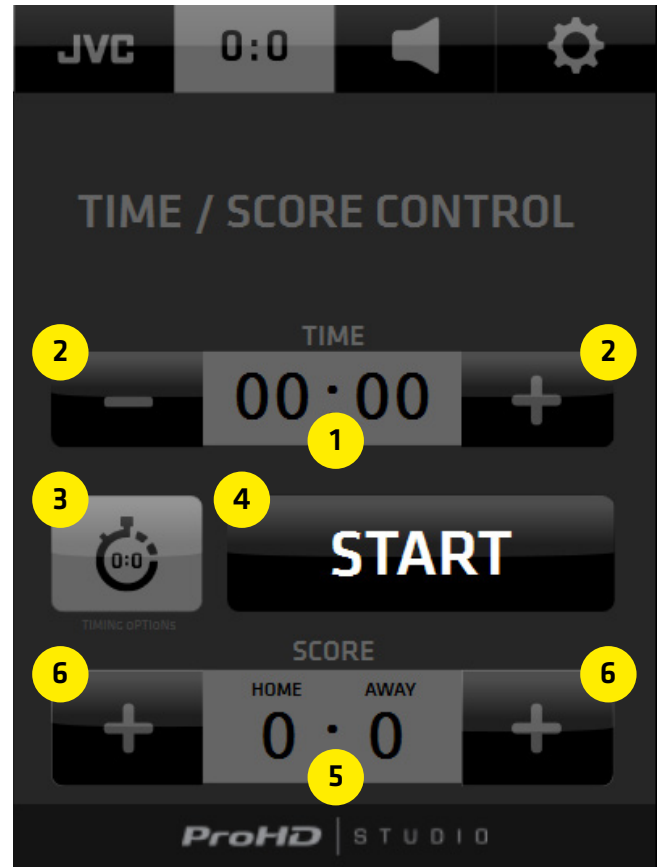 JVC 0:0
TIME / SCORE CONTROL
TIME
2 2
— 00:00 +
1
3 4
0:0 START
TIMING OPTIONS
SCORE
6 6
HOME AWAY
+ 0 : 0 +
5
ProHD | STUDIO